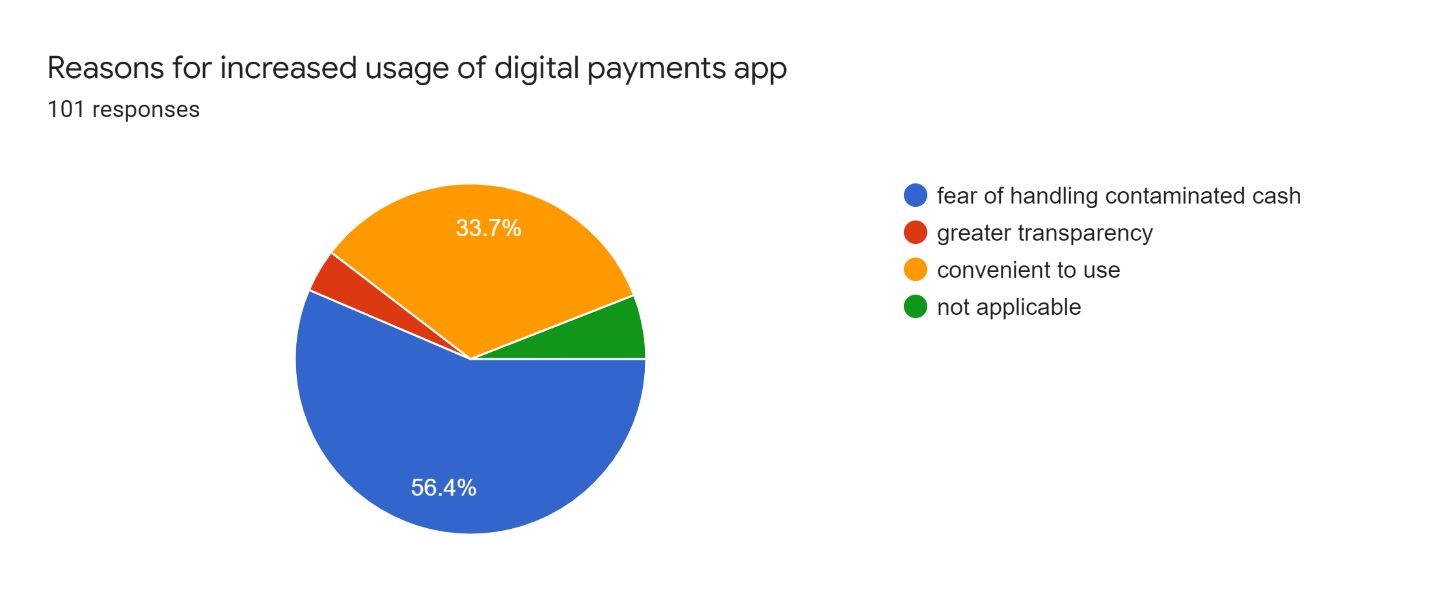 Reasons for increased usage of digital payments app
101 responses
33.7%
56.4%
fear of handling contaminated cash
greater transparency
convenient to use
not applicable